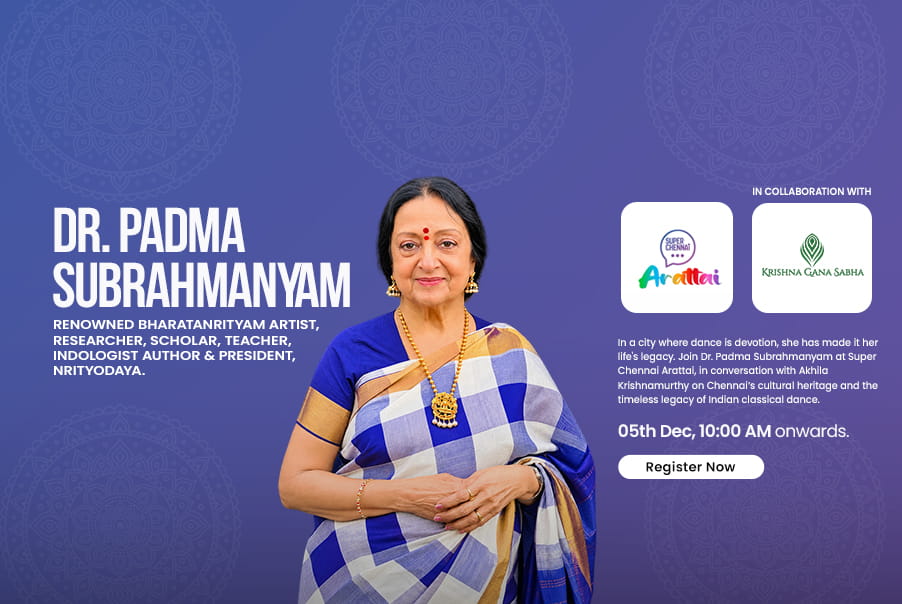 DR. PADMA
SUBRAHMANYAM
RENOWNED BHARATANRITYAM ARTIST,
RESEARCHER, SCHOLAR, TEACHER,
INDOLOGIST AUTHOR & PRESIDENT,
NRITYODAYA.
IN COLLABORATION WITH
SUPER
CHENNAI
Arattai
KRISHNA GANA SABHA
In a city where dance is devotion, she has made it her
life's legacy. Join Dr. Padma Subrahmanyam at Super
Chennai Arattai, in conversation with Akhila
Krishnamurthy on Chennai's cultural heritage and the
timeless legacy of Indian classical dance.
05th Dec, 10:00 AM onwards.
Register Now